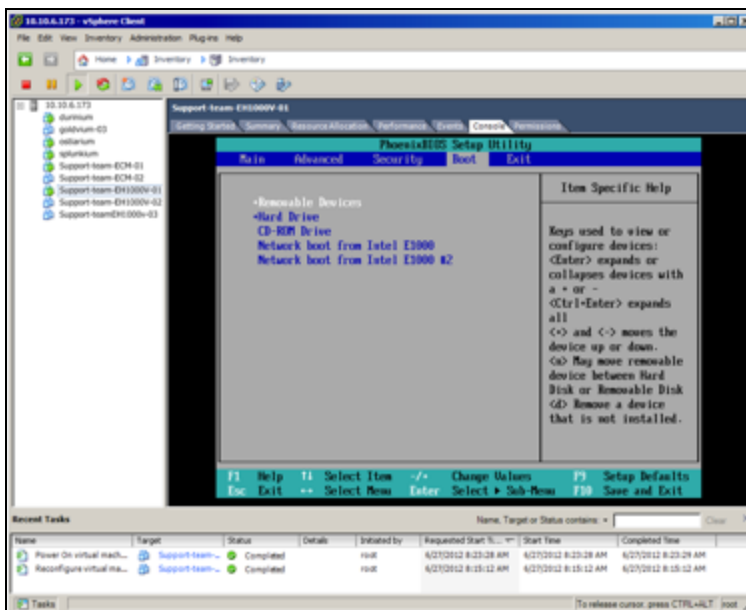 10.10.6.173 - vSphere Client
File Edit View Inventory Administration Plug-ins Help
Home Inventory Inventory
10.10.6.173
durinium
goldvium-03
ostiarium
splunkium
Support-team-ECM-01
Support-team-ECM-02
Support-team-EH1000V-01
Support-team-EH1000V-02
Support-teamEH1000v-03
Support-team-EH1000V-01
Getting Started Summary Resource Allocation Performance Events Console Permissions
PhoenixBIOS Setup Utility
Main Advanced Security Boot Exit
+Removable Devices
+Hard Drive
CD-ROM Drive
Network boot from Intel E1000
Network boot from Intel E1000 #2
Item Specific Help
Keys used to view or
configure devices:
<Enter> expands or
collapses devices with
a + or -
<Ctrl+Enter> expands
all
<+> and <-> moves the
device up or down.
<n> May move removable
device between Hard
Disk or Removable Disk
<d> Remove a device
that is not installed.
F1 Help ↑↓ Select Item -/+ Change Values F9 Setup Defaults
Esc Exit ↔ Select Menu Enter Select ▶ Sub-Menu F10 Save and Exit
Recent Tasks
Name, Target or Status contains: Clear
Name Target Status Details Initiated by Requested Start Ti... Start Time Completed Time
Power On virtual mach... Support-team-... Completed root 6/27/2012 8:23:28 AM 6/27/2012 8:23:28 AM 6/27/2012 8:23:29 AM
Reconfigure virtual ma... Support-team-... Completed root 6/27/2012 8:15:12 AM 6/27/2012 8:15:12 AM 6/27/2012 8:15:12 AM
Tasks
To release cursor, press CTRL+ALT root